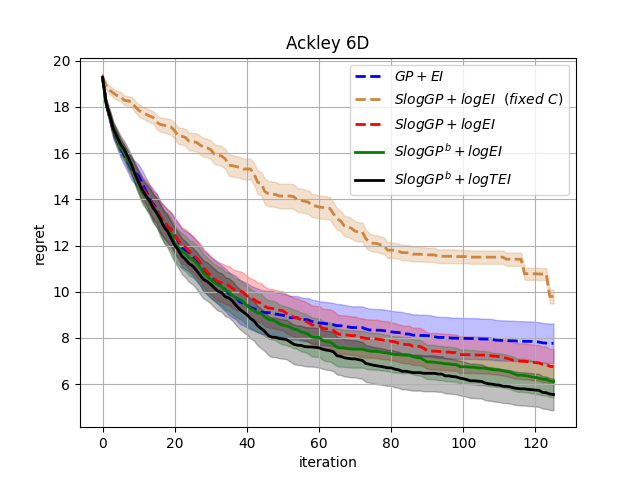 Ackley 6D
20
18
16
14
12
10
8
6
regret
0
20
40
60
80
100
120
iteration
GP + EI
SlogGP + logEI (fixed C)
SlogGP + logEI
SlogGP^b + logEI
SlogGP^b + logTEI